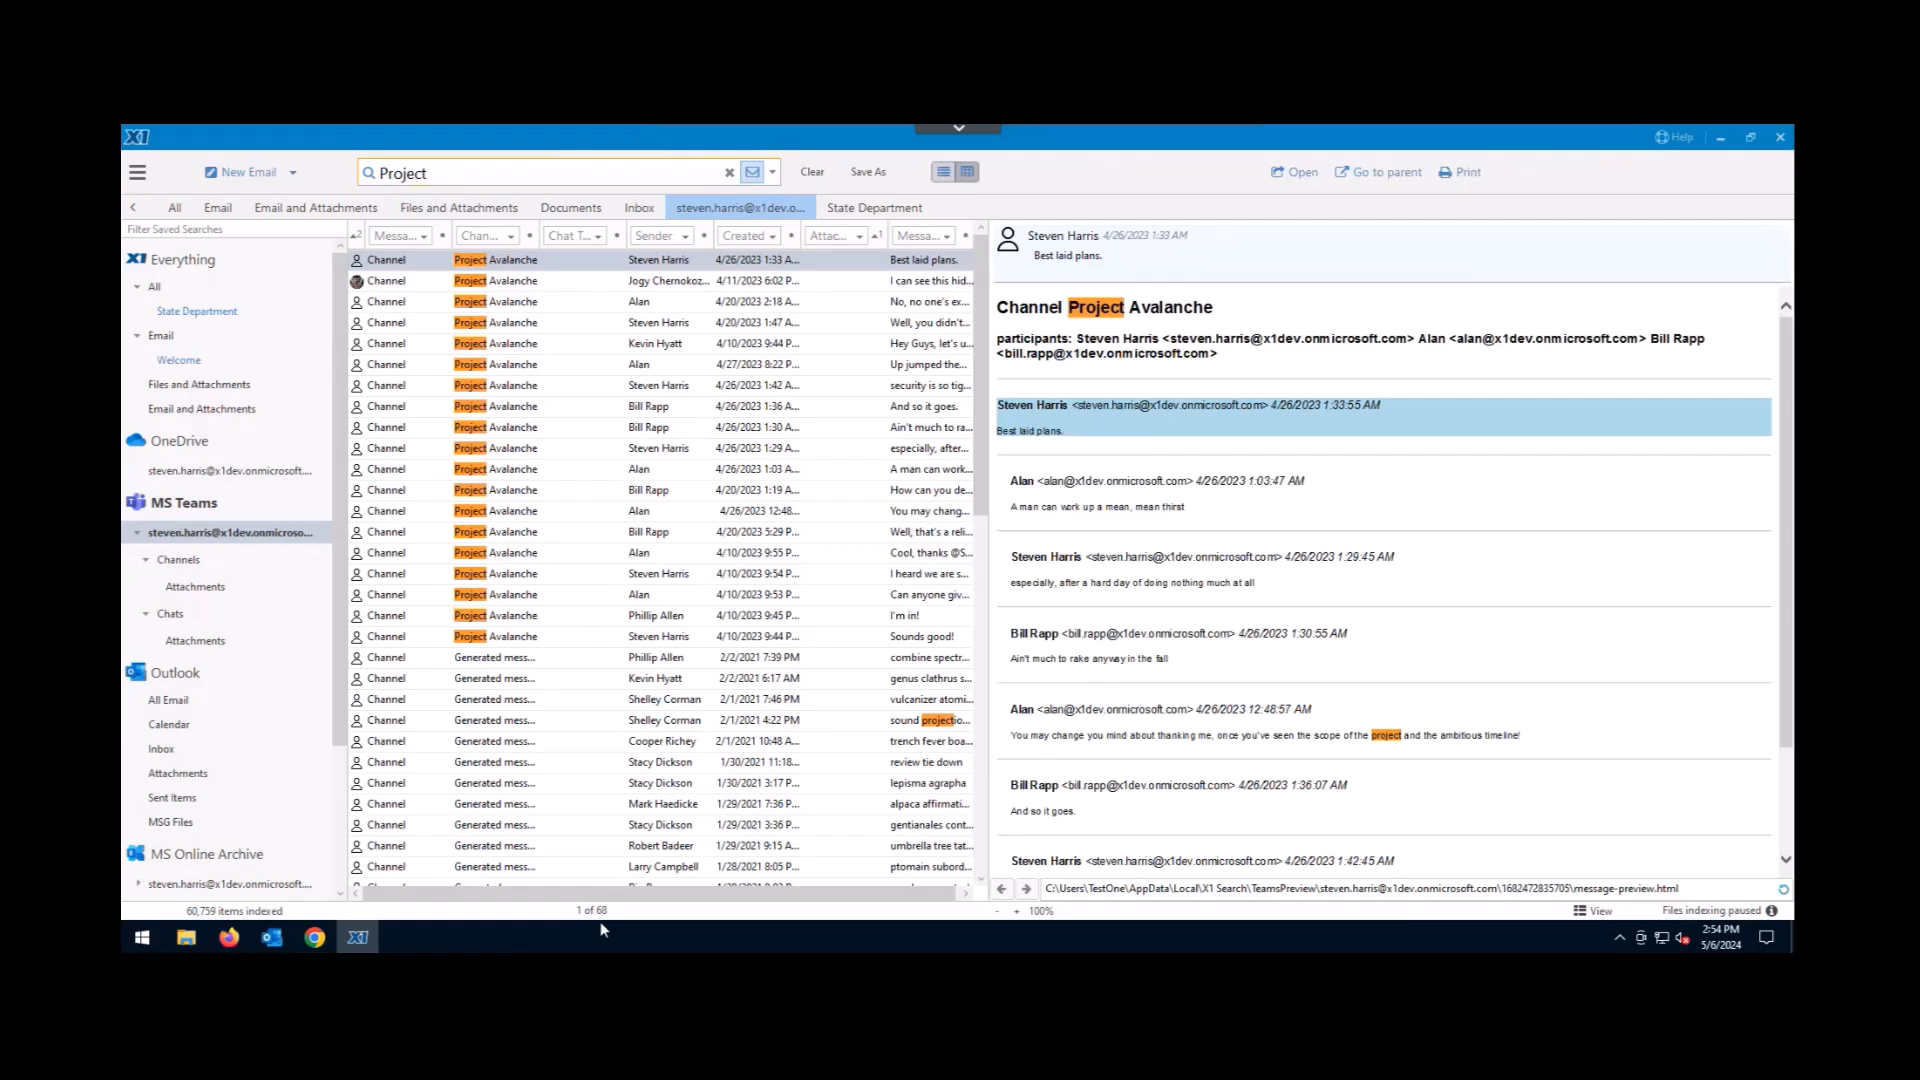 X1 Help
New Email Project Clear Save As Open Go to parent Print
All Email Email and Attachments Files and Attachments Documents Inbox steven.harris@x1dev.o... State Department
Filter Saved Searches
X1 Everything
All
State Department
Email
Welcome
Files and Attachments
Email and Attachments
OneDrive
steven.harris@x1dev.onmicrosoft....
MS Teams
steven.harris@x1dev.onmicroso...
Channels
Attachments
Chats
Attachments
Outlook
All Email
Calendar
Inbox
Attachments
Sent Items
MSG Files
MS Online Archive
steven.harris@x1dev.onmicrosoft....
2 Messa... Chan... Chat T... Sender Created Attac... 1 Messa...
Channel Project Avalanche Steven Harris 4/26/2023 1:33 A... Best laid plans.
Channel Project Avalanche Jogy Chernokoz... 4/11/2023 6:02 P... I can see this hid...
Channel Project Avalanche Alan 4/20/2023 2:18 A... No, no one's ex...
Channel Project Avalanche Steven Harris 4/20/2023 1:47 A... Well, you didn't...
Channel Project Avalanche Kevin Hyatt 4/10/2023 9:44 P... Hey Guys, let's u...
Channel Project Avalanche Alan 4/27/2023 8:22 P... Up jumped the...
Channel Project Avalanche Steven Harris 4/26/2023 1:42 A... security is so tig...
Channel Project Avalanche Bill Rapp 4/26/2023 1:36 A... And so it goes.
Channel Project Avalanche Bill Rapp 4/26/2023 1:30 A... Ain't much to ra...
Channel Project Avalanche Steven Harris 4/26/2023 1:29 A... especially, after...
Channel Project Avalanche Alan 4/26/2023 1:03 A... A man can work...
Channel Project Avalanche Bill Rapp 4/20/2023 1:19 A... How can you de...
Channel Project Avalanche Alan 4/26/2023 12:48... You may chang...
Channel Project Avalanche Bill Rapp 4/20/2023 5:29 P... Well, that's a reli...
Channel Project Avalanche Alan 4/10/2023 9:55 P... Cool, thanks @S...
Channel Project Avalanche Steven Harris 4/10/2023 9:54 P... I heard we are s...
Channel Project Avalanche Alan 4/10/2023 9:53 P... Can anyone giv...
Channel Project Avalanche Phillip Allen 4/10/2023 9:45 P... I'm in!
Channel Project Avalanche Steven Harris 4/10/2023 9:44 P... Sounds good!
Channel Generated mess... Phillip Allen 2/2/2021 7:39 PM combine spectr...
Channel Generated mess... Kevin Hyatt 2/2/2021 6:17 AM genus clathrus s...
Channel Generated mess... Shelley Corman 2/1/2021 7:46 PM vulcanizer atomi...
Channel Generated mess... Shelley Corman 2/1/2021 4:22 PM sound projectio...
Channel Generated mess... Cooper Richey 2/1/2021 10:48 A... trench fever boa...
Channel Generated mess... Stacy Dickson 1/30/2021 11:18... review tie down
Channel Generated mess... Stacy Dickson 1/30/2021 3:17 P... lepisma agrapha
Channel Generated mess... Mark Haedicke 1/29/2021 7:36 P... alpaca affirmati...
Channel Generated mess... Stacy Dickson 1/29/2021 3:36 P... gentianales cont...
Channel Generated mess... Robert Badeer 1/29/2021 9:15 A... umbrella tree tat...
Channel Generated mess... Larry Campbell 1/28/2021 8:05 P... ptomain subord...
Steven Harris 4/26/2023 1:33 AM
Best laid plans.
Channel Project Avalanche
participants: Steven Harris <steven.harris@x1dev.onmicrosoft.com> Alan <alan@x1dev.onmicrosoft.com> Bill Rapp
<bill.rapp@x1dev.onmicrosoft.com>
Steven Harris <steven.harris@x1dev.onmicrosoft.com> 4/26/2023 1:33:55 AM
Best laid plans.
Alan <alan@x1dev.onmicrosoft.com> 4/26/2023 1:03:47 AM
A man can work up a mean, mean thirst
Steven Harris <steven.harris@x1dev.onmicrosoft.com> 4/26/2023 1:29:45 AM
especially, after a hard day of doing nothing much at all
Bill Rapp <bill.rapp@x1dev.onmicrosoft.com> 4/26/2023 1:30:55 AM
Ain't much to rake anyway in the fall
Alan <alan@x1dev.onmicrosoft.com> 4/26/2023 12:48:57 AM
You may change you mind about thanking me, once you've seen the scope of the project and the ambitious timeline!
Bill Rapp <bill.rapp@x1dev.onmicrosoft.com> 4/26/2023 1:36:07 AM
And so it goes.
Steven Harris <steven.harris@x1dev.onmicrosoft.com> 4/26/2023 1:42:45 AM
C:\Users\TestOne\AppData\Local\X1 Search\TeamsPreview\steven.harris@x1dev.onmicrosoft.com\1682472835705\message-preview.html
60,759 items indexed 1 of 68 - + 100% View Files indexing paused
X1 2:54 PM
5/6/2024